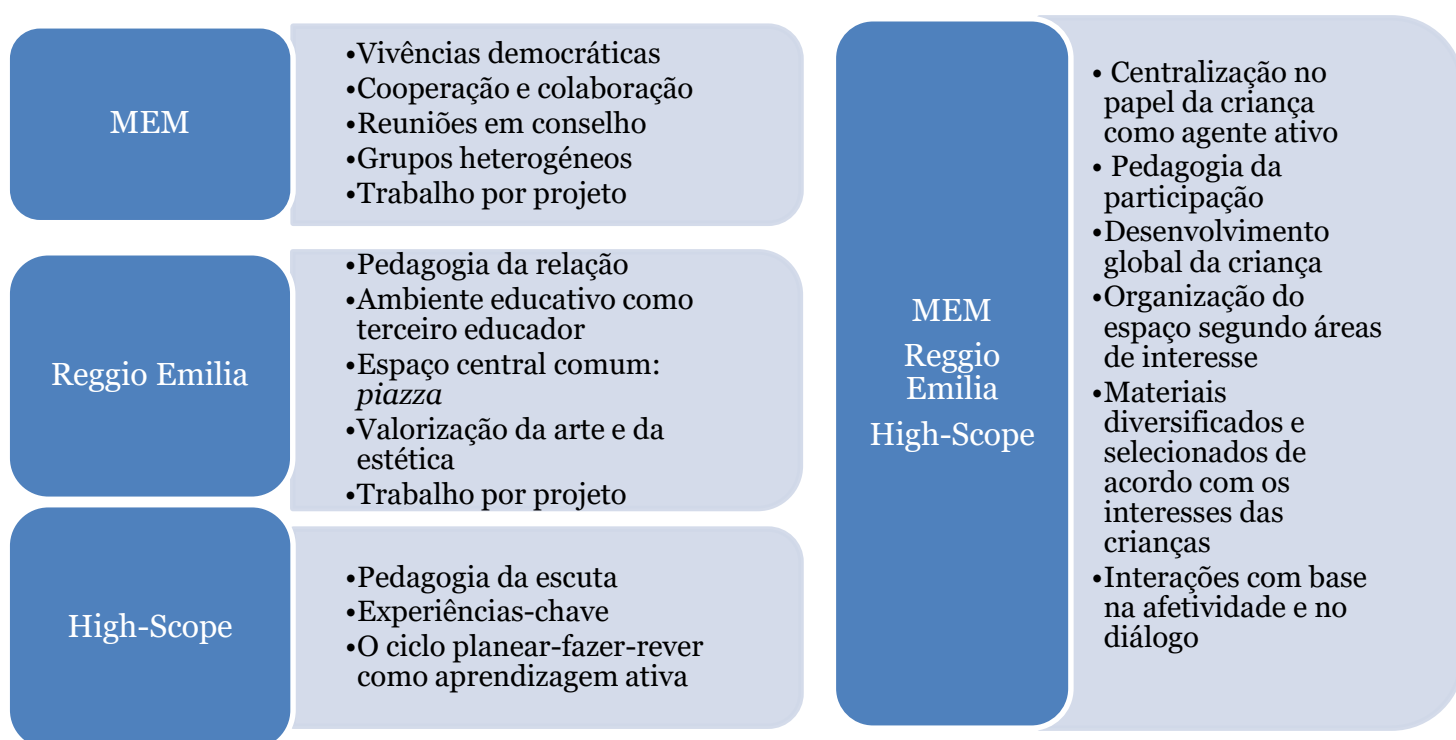 MEM
•Vivências democráticas
•Cooperação e colaboração
•Reuniões em conselho
•Grupos heterogéneos
•Trabalho por projeto
Reggio Emilia
•Pedagogia da relação
•Ambiente educativo como
terceiro educador
•Espaço central comum:
piazza
•Valorização da arte e da
estética
•Trabalho por projeto
High-Scope
•Pedagogia da escuta
•Experiências-chave
•O ciclo planear-fazer-rever
como aprendizagem ativa
MEM
Reggio
Emilia
High-Scope
• Centralização no
papel da criança
como agente ativo
• Pedagogia da
participação
•Desenvolvimento
global da criança
•Organização do
espaço segundo áreas
de interesse
•Materiais
diversificados e
selecionados de
acordo com os
interesses das
crianças
•Interações com base
na afetividade e no
diálogo